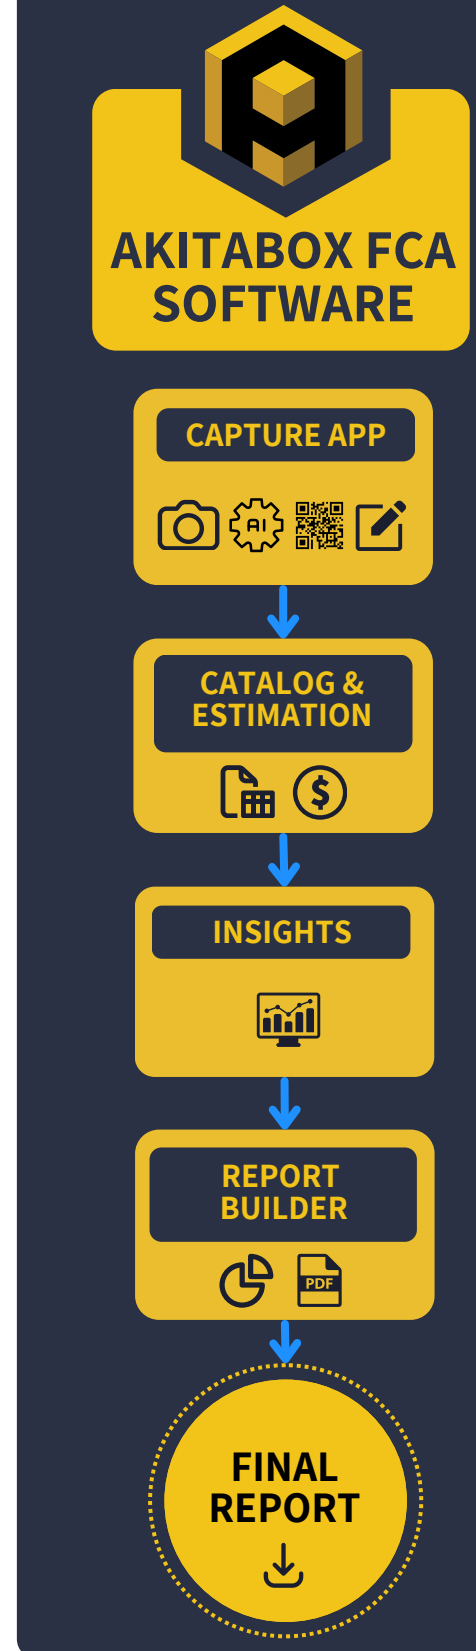 AKITABOX FCA
SOFTWARE
CAPTURE APP
AI
CATALOG &
ESTIMATION
$
INSIGHTS
REPORT
BUILDER
PDF
FINAL
REPORT